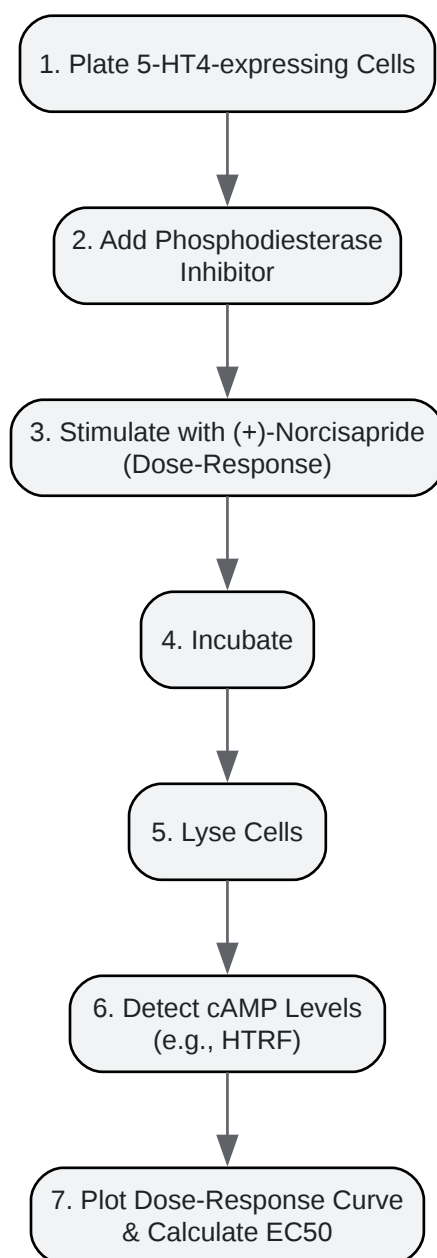 1. Plate 5-HT4-expressing Cells
2. Add Phosphodiesterase
Inhibitor
3. Stimulate with (+)-Norcisapride
(Dose-Response)
4. Incubate
5. Lyse Cells
6. Detect cAMP Levels
(e.g., HTRF)
7. Plot Dose-Response Curve
& Calculate EC50